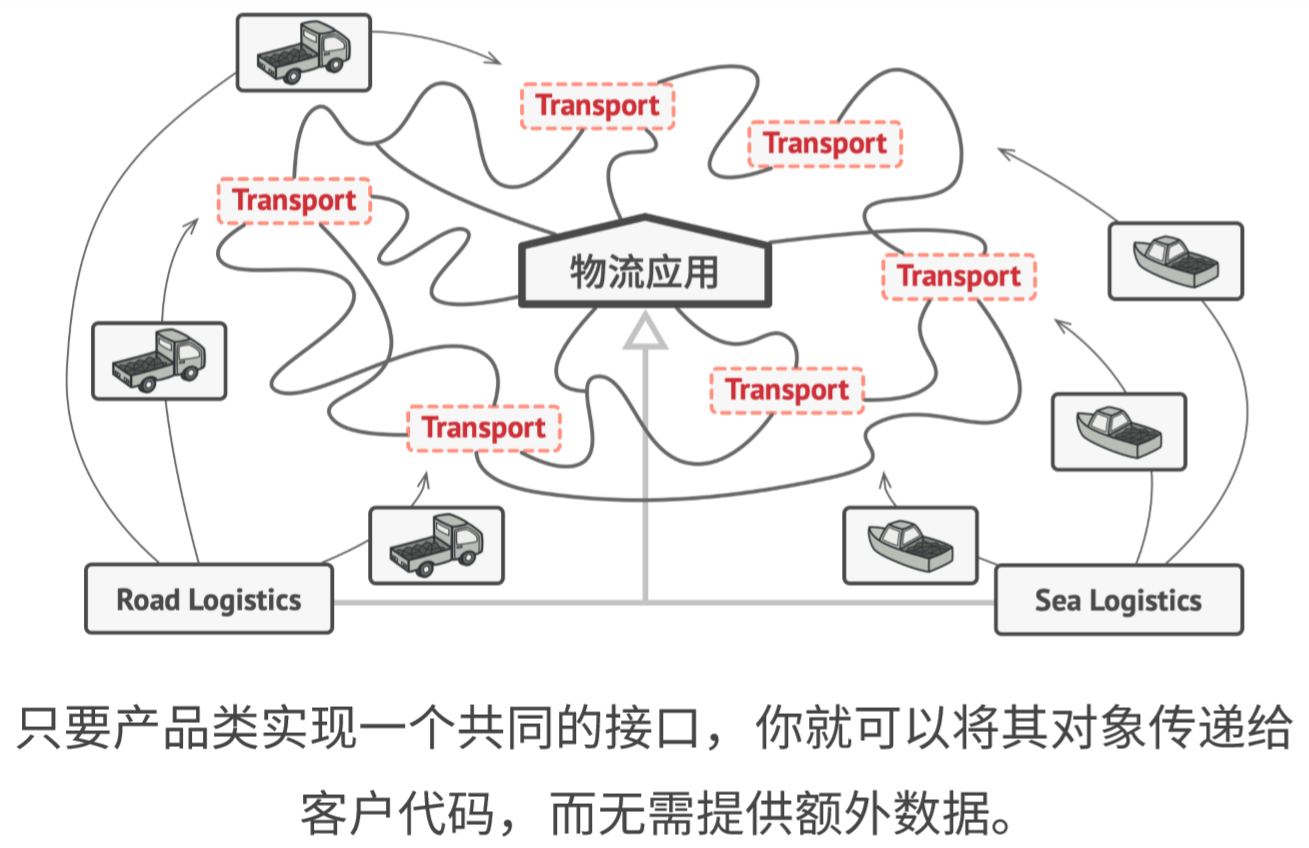 Transport
Transport
Transport
物流应用
Transport
Transport
Transport
Road Logistics
Sea Logistics
只要产品类实现一个共同的接口，你就可以将其对象传递给
客户代码，而无需提供额外数据。